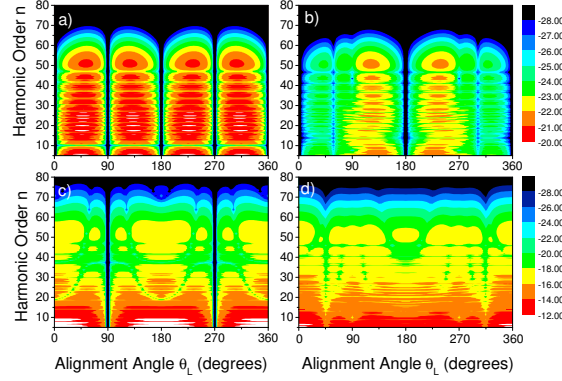 a)
b)
Harmonic Order n
80
70
60
50
40
30
20
10
0 90 180 270 360
0 90 180 270 360
-28.00
-27.00
-26.00
-25.00
-24.00
-23.00
-22.00
-21.00
-20.00
c)
d)
Harmonic Order n
80
70
60
50
40
30
20
10
0 90 180 270 360
0 90 180 270 360
-28.00
-26.00
-24.00
-22.00
-20.00
-18.00
-16.00
-14.00
-12.00
Alignment Angle θL (degrees)
Alignment Angle θL (degrees)